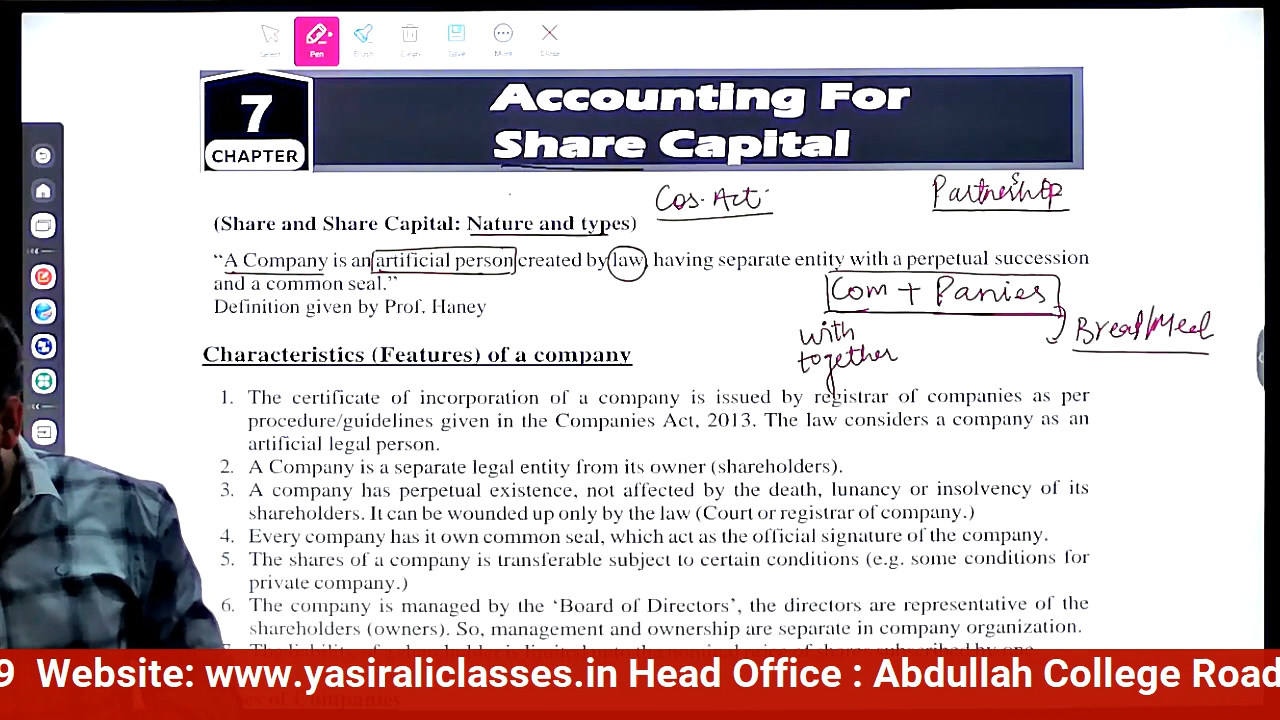 Select Pen Brush Clean Save More Close
7
CHAPTER
Accounting For
Share Capital
Cos. Act.
Partnership
(Share and Share Capital: Nature and types)
“A Company is an artificial person created by law, having separate entity with a perpetual succession
and a common seal.”
Com + Panies
Definition given by Prof. Haney
with
together
Bread/Meel
Characteristics (Features) of a company
1. The certificate of incorporation of a company is issued by registrar of companies as per
procedure/guidelines given in the Companies Act, 2013. The law considers a company as an
artificial legal person.
2. A Company is a separate legal entity from its owner (shareholders).
3. A company has perpetual existence, not affected by the death, lunancy or insolvency of its
shareholders. It can be wounded up only by the law (Court or registrar of company.)
4. Every company has it own common seal, which act as the official signature of the company.
5. The shares of a company is transferable subject to certain conditions (e.g. some conditions for
private company.)
6. The company is managed by the ‘Board of Directors’, the directors are representative of the
shareholders (owners). So, management and ownership are separate in company organization.
9 Website: www.yasiraliclasses.in Head Office : Abdullah College Road